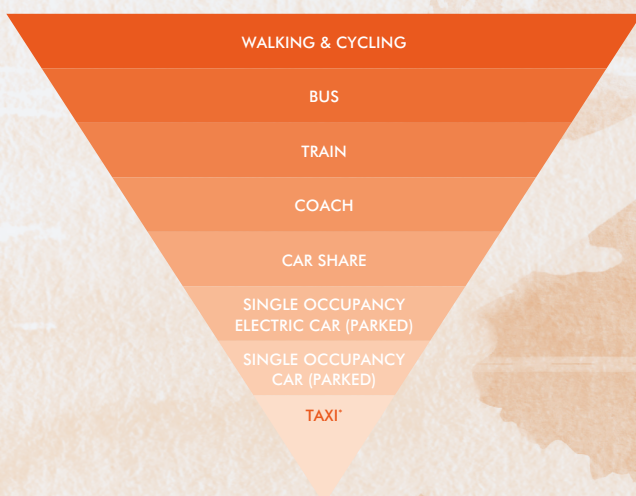 WALKING & CYCLING
BUS
TRAIN
COACH
CAR SHARE
SINGLE OCCUPANCY
ELECTRIC CAR (PARKED)
SINGLE OCCUPANCY
CAR (PARKED)
TAXI*